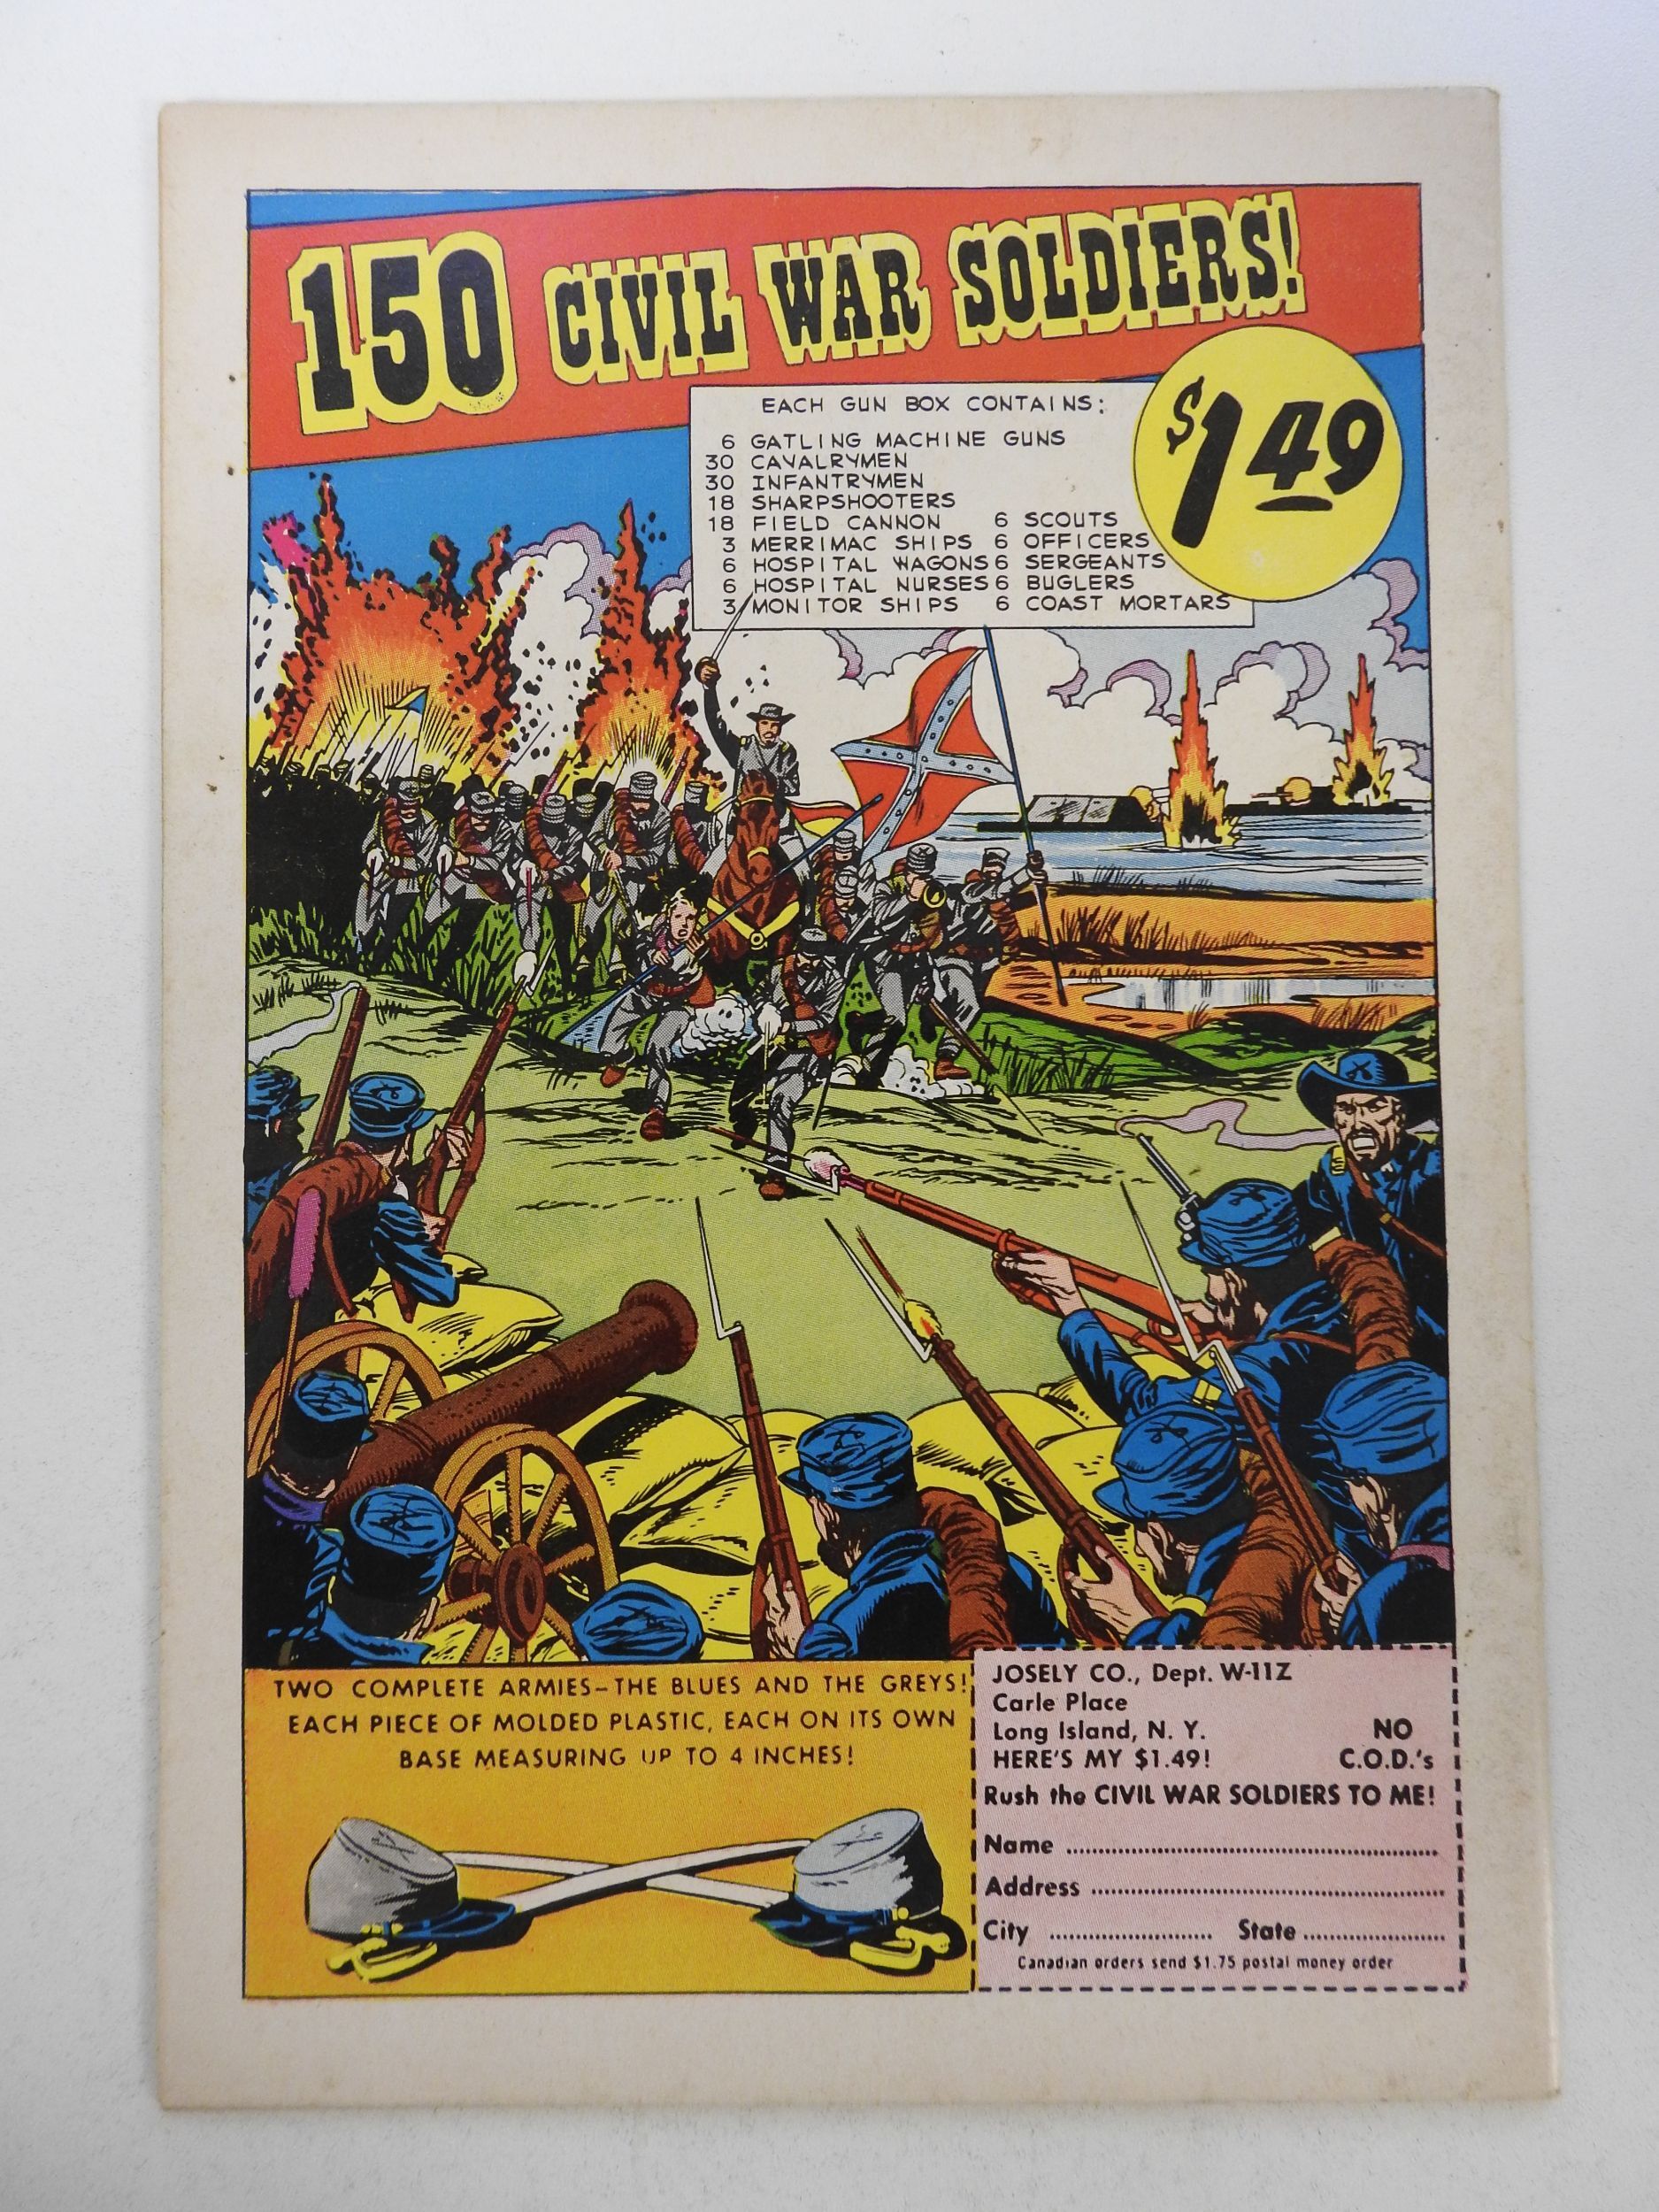 150 CIVIL WAR SOLDIERS!
$1.49
EACH GUN BOX CONTAINS:
6 GATLING MACHINE GUNS
30 CAVALRYMEN
30 INFANTRYMEN
18 SHARPSHOOTERS
18 FIELD CANNON 6 SCOUTS
3 MERRIMAC SHIPS 6 OFFICERS
6 HOSPITAL WAGONS 6 SERGEANTS
6 HOSPITAL NURSES 6 BUGLERS
3 MONITOR SHIPS 6 COAST MORTARS
TWO COMPLETE ARMIES—THE BLUES AND THE GREYS!
EACH PIECE OF MOLDED PLASTIC, EACH ON ITS OWN
BASE MEASURING UP TO 4 INCHES!
JOSELY CO., Dept. W-11Z
Carle Place
Long Island, N. Y. NO
HERE'S MY $1.49! C.O.D.'s
Rush the CIVIL WAR SOLDIERS TO ME!
Name
Address
City State
Canadian orders send $1.75 postal money order